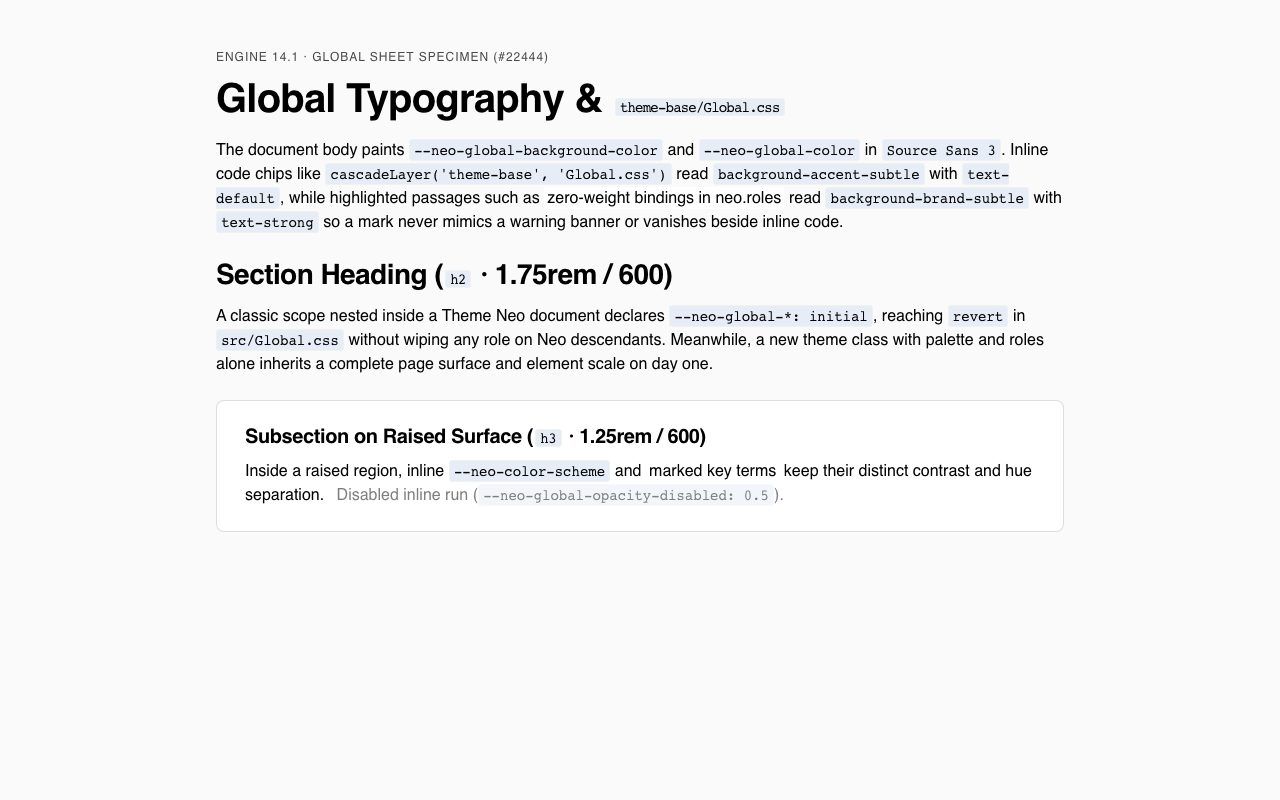 ENGINE 14.1 · GLOBAL SHEET SPECIMEN (#22444)
Global Typography & theme-base/Global.css
The document body paints --neo-global-background-color and --neo-global-color in Source Sans 3. Inline
code chips like cascadeLayer('theme-base', 'Global.css') read background-accent-subtle with text-
default, while highlighted passages such as zero-weight bindings in neo.roles read background-brand-subtle with
text-strong so a mark never mimics a warning banner or vanishes beside inline code.
Section Heading (h2 · 1.75rem / 600)
A classic scope nested inside a Theme Neo document declares --neo-global-*: initial, reaching revert in
src/Global.css without wiping any role on Neo descendants. Meanwhile, a new theme class with palette and roles
alone inherits a complete page surface and element scale on day one.
Subsection on Raised Surface (h3 · 1.25rem / 600)
Inside a raised region, inline --neo-color-scheme and marked key terms keep their distinct contrast and hue
separation. Disabled inline run (--neo-global-opacity-disabled: 0.5).